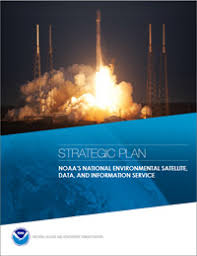 STRATEGIC PLAN
NOAA'S NATIONAL ENVIRONMENTAL SATELLITE,
DATA, AND INFORMATION SERVICE